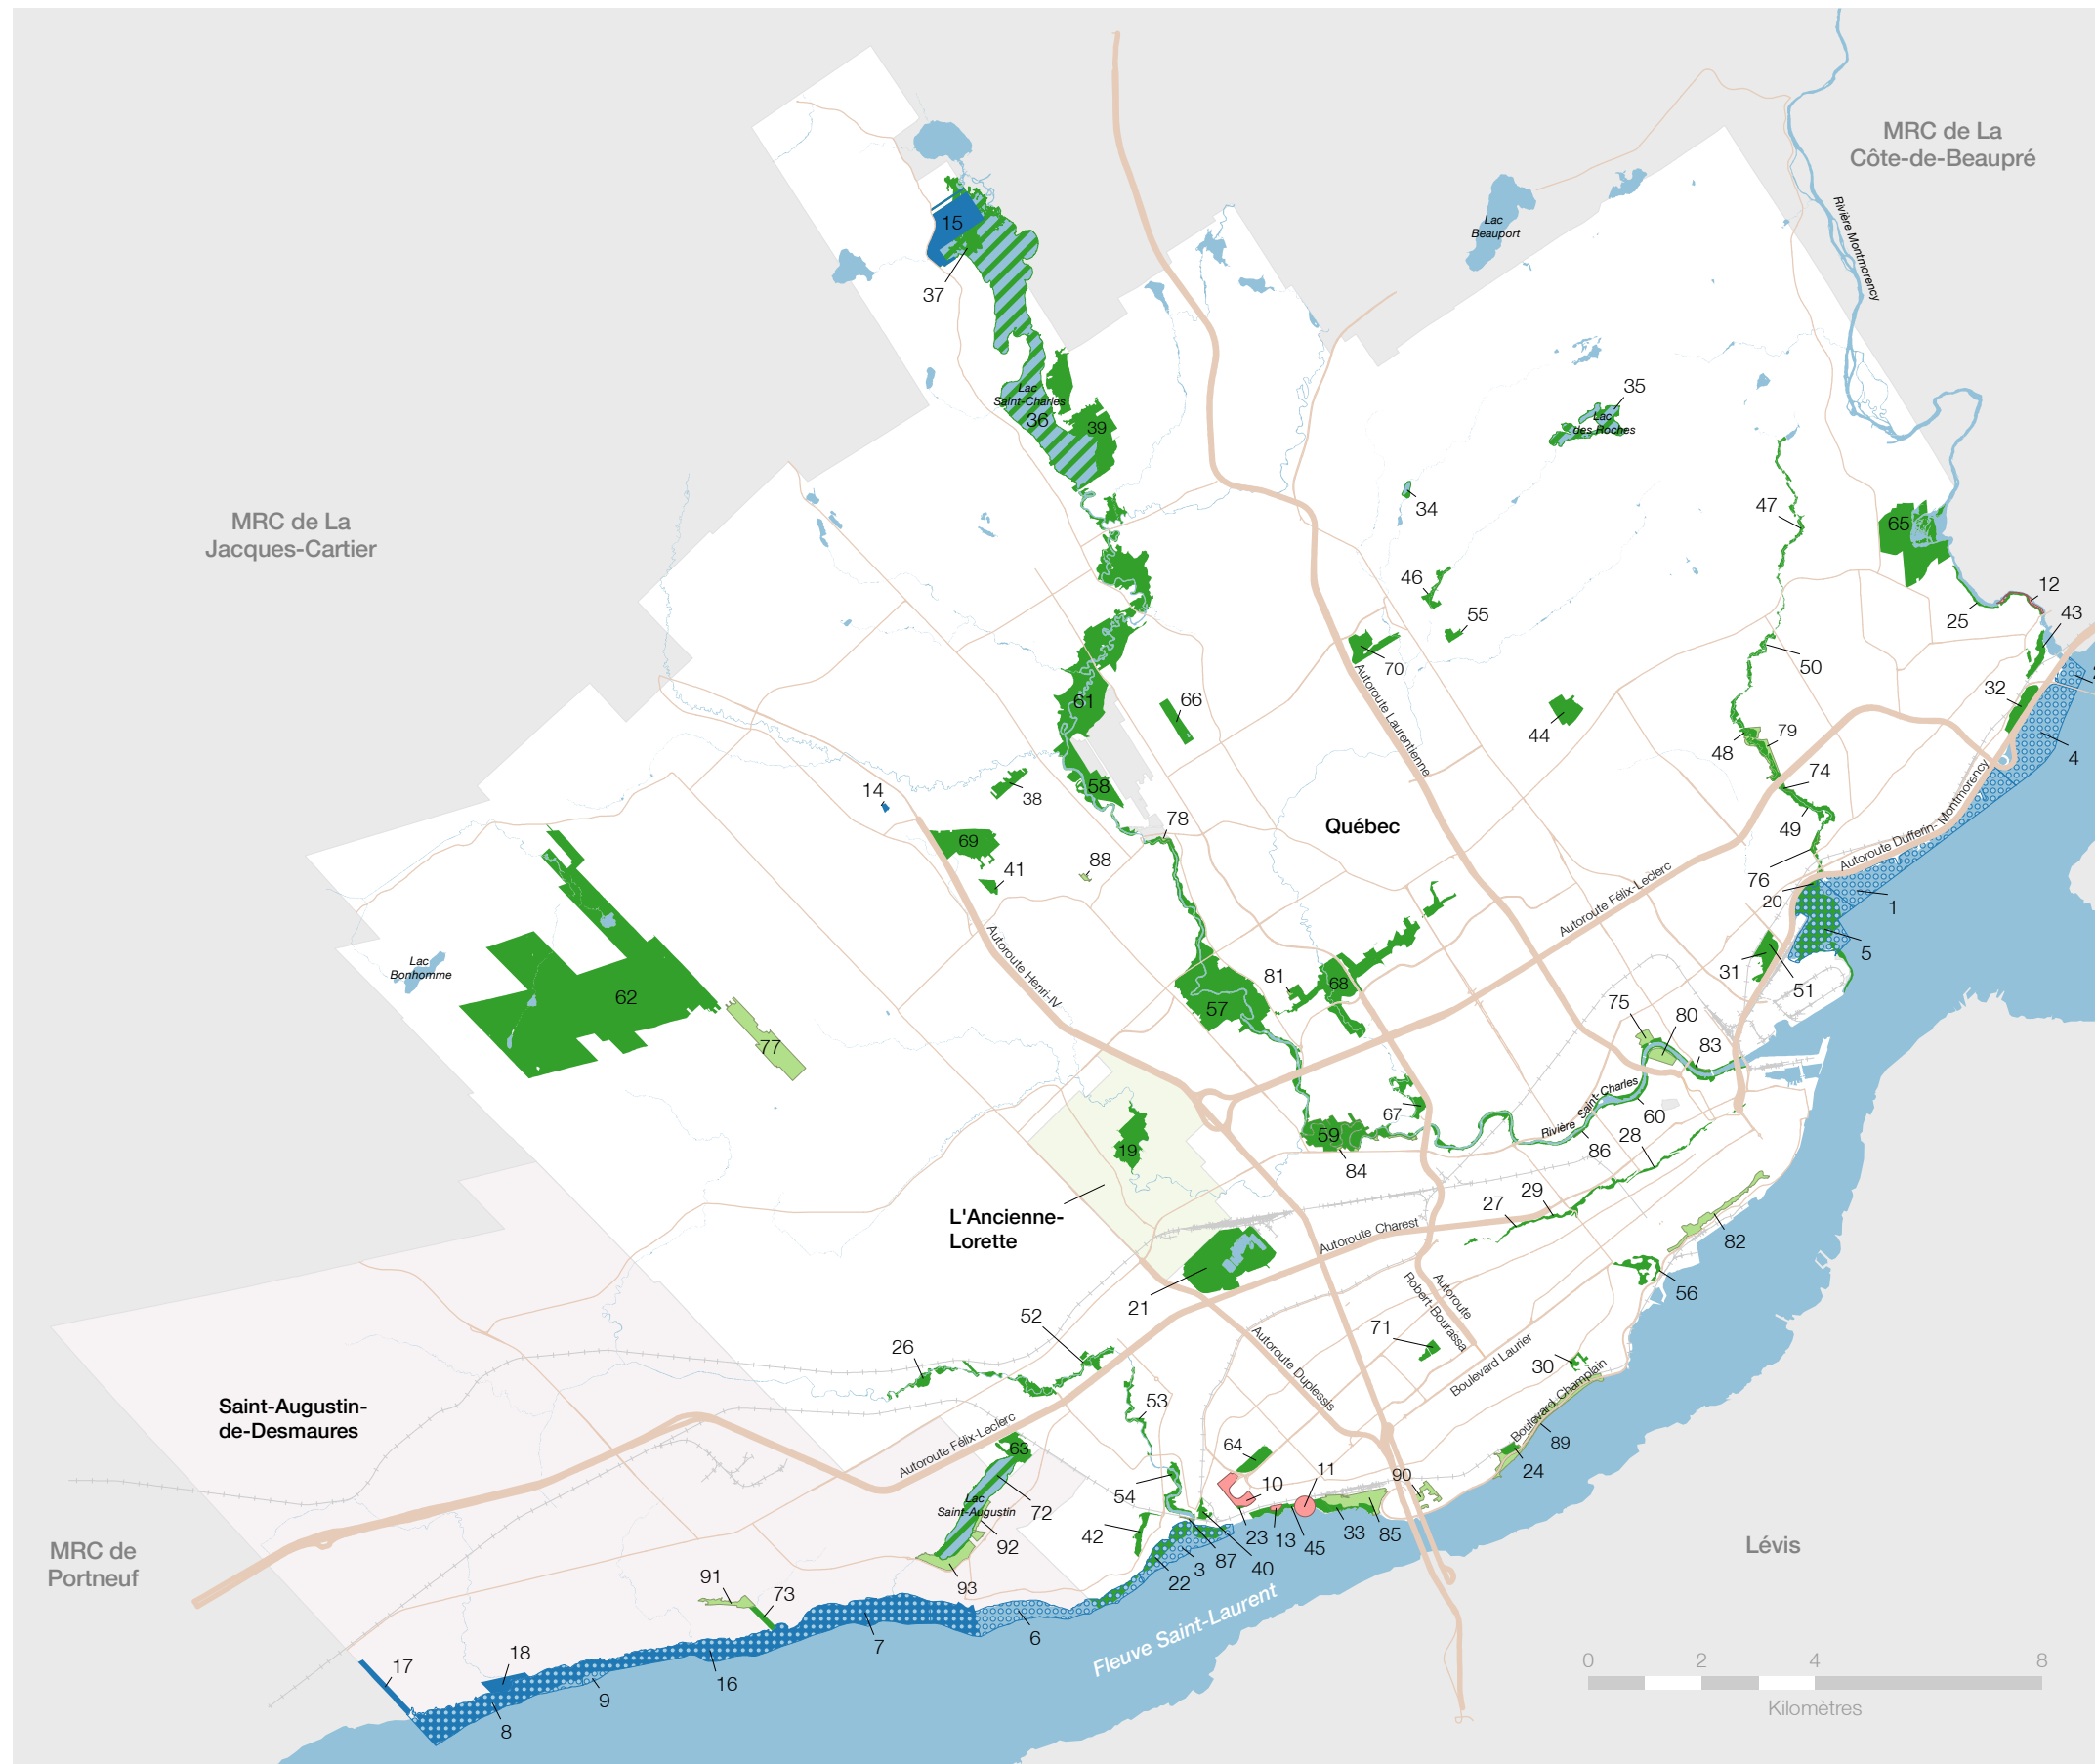 MRC de La
Côte-de-Beaupré
Rivière Montmorency
Lac
Beauport
15
37
Lac
Saint-Charles
36
39
35
Lac
des Roches
34
47
65
12
43
25
MRC de La
Jacques-Cartier
46
55
70
50
32
4
61
66
44
48
79
74
49
Autoroute Laurentienne
14
38
58
78
Québec
69
41
88
76
20
Autoroute Dufferin- Montmorency
1
5
Autoroute Félix-Leclerc
31
51
Lac
Bonhomme
62
77
Autoroute Henri-IV
57
81
68
75
80
83
67
59
84
Rivière Saint-Charles
60
86
28
19
L'Ancienne-
Lorette
27
29
Autoroute Charest
82
56
21
Autoroute
Robert-Bourassa
52
26
71
30
Boulevard Laurier
Boulevard Champlain
89
24
Autoroute Duplessis
Saint-Augustin-
de-Desmaures
53
Autoroute Félix-Leclerc
63
72
Lac
Saint-Augustin
92
93
64
10
11
90
54
42
22
3
87
40
23
13
45
33
85
Lévis
MRC de
Portneuf
91
73
7
6
Fleuve Saint-Laurent
17
18
8
9
16
0 2 4 8
Kilomètres